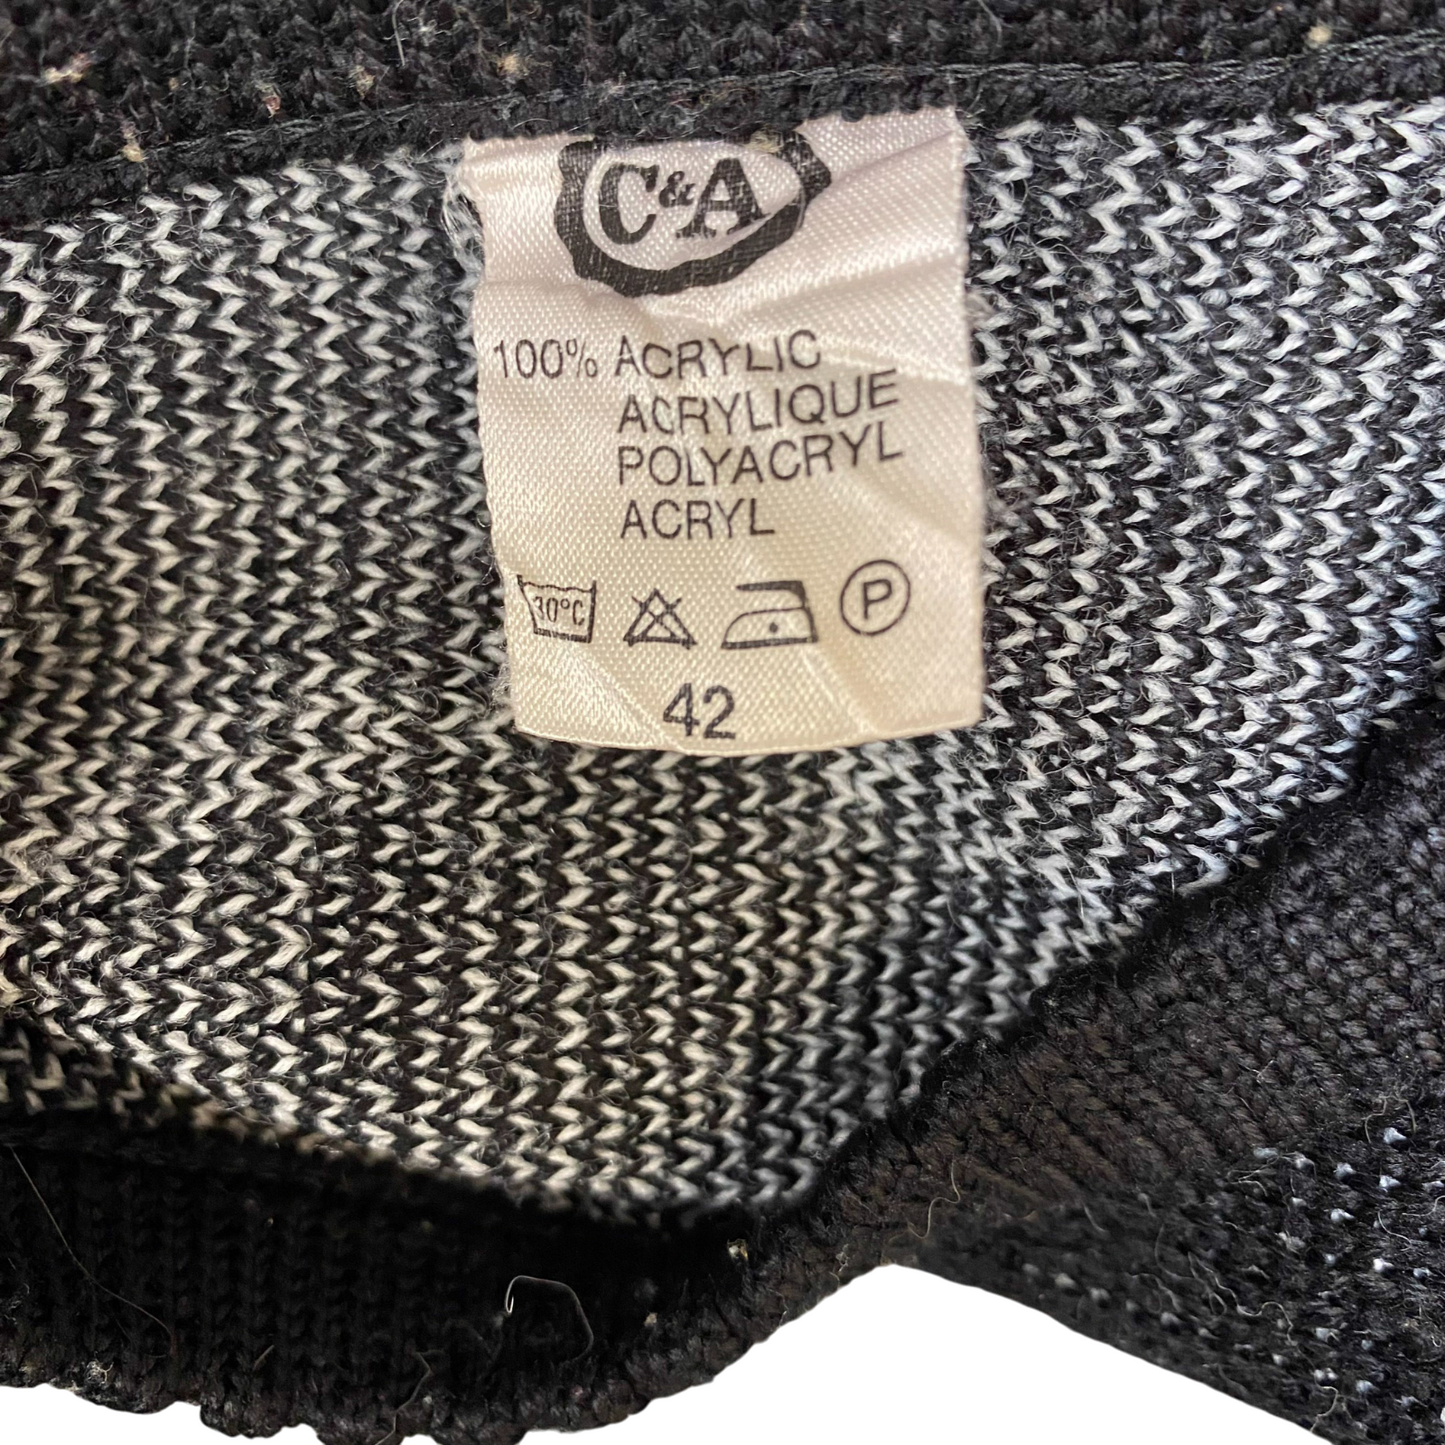 C&A
100% ACRYLIC
ACRYLIQUE
POLYACRYL
ACRYL
30°C P
42